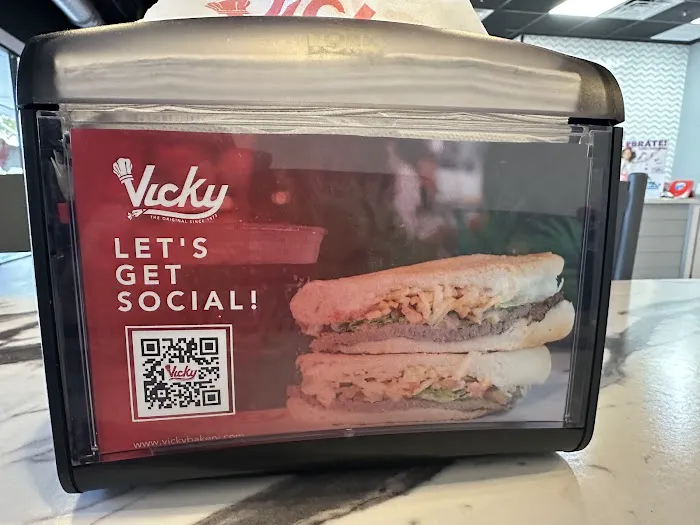 Vicky
THE ORIGINAL SINCE 1972
LET'S
GET
SOCIAL!
Vicky